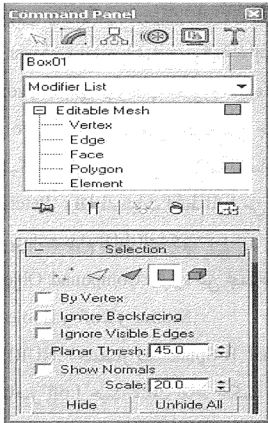 Command Panel
Box01
Modifier List
Editable Mesh
Vertex
Edge
Face
Polygon
Element
Selection
By Vertex
Ignore Backfacing
Ignore Visible Edges
Planar Thresh: 45.0
Show Normals
Scale: 20.0
Hide Unhide All